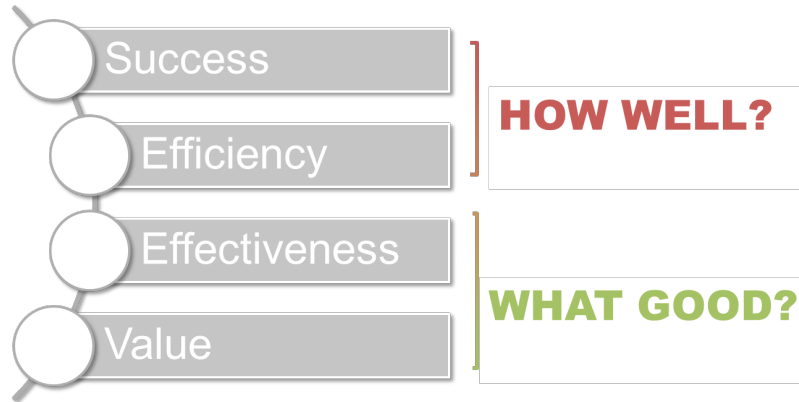 Success
Efficiency
HOW WELL?
Effectiveness
Value
WHAT GOOD?